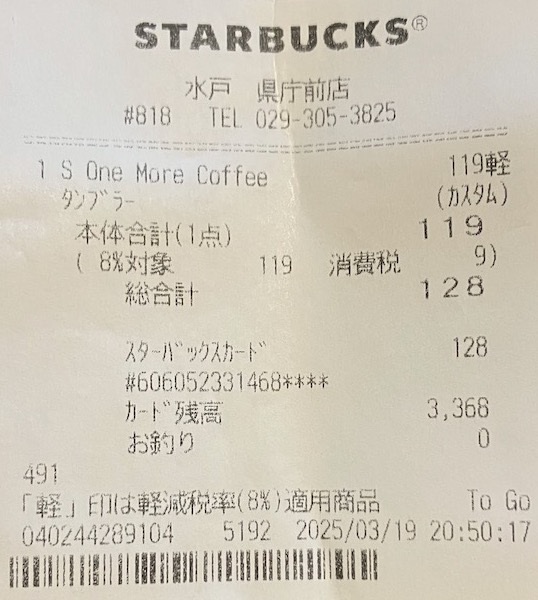 STARBUCKS®
水戸 県庁前店
#818 TEL 029-305-3825
1 S One More Coffee 119軽
ﾀﾝﾌﾞﾗｰ (ｶｽﾀﾑ)
本体合計(1点) 119
( 8%対象 119 消費税 9)
総合計 128
ｽﾀｰﾊﾞｯｸｽｶｰﾄﾞ 128
#606052331468****
ｶｰﾄﾞ残高 3,368
お釣り 0
491
「軽」印は軽減税率(8%)適用商品 To Go
040244289104 5192 2025/03/19 20:50:17